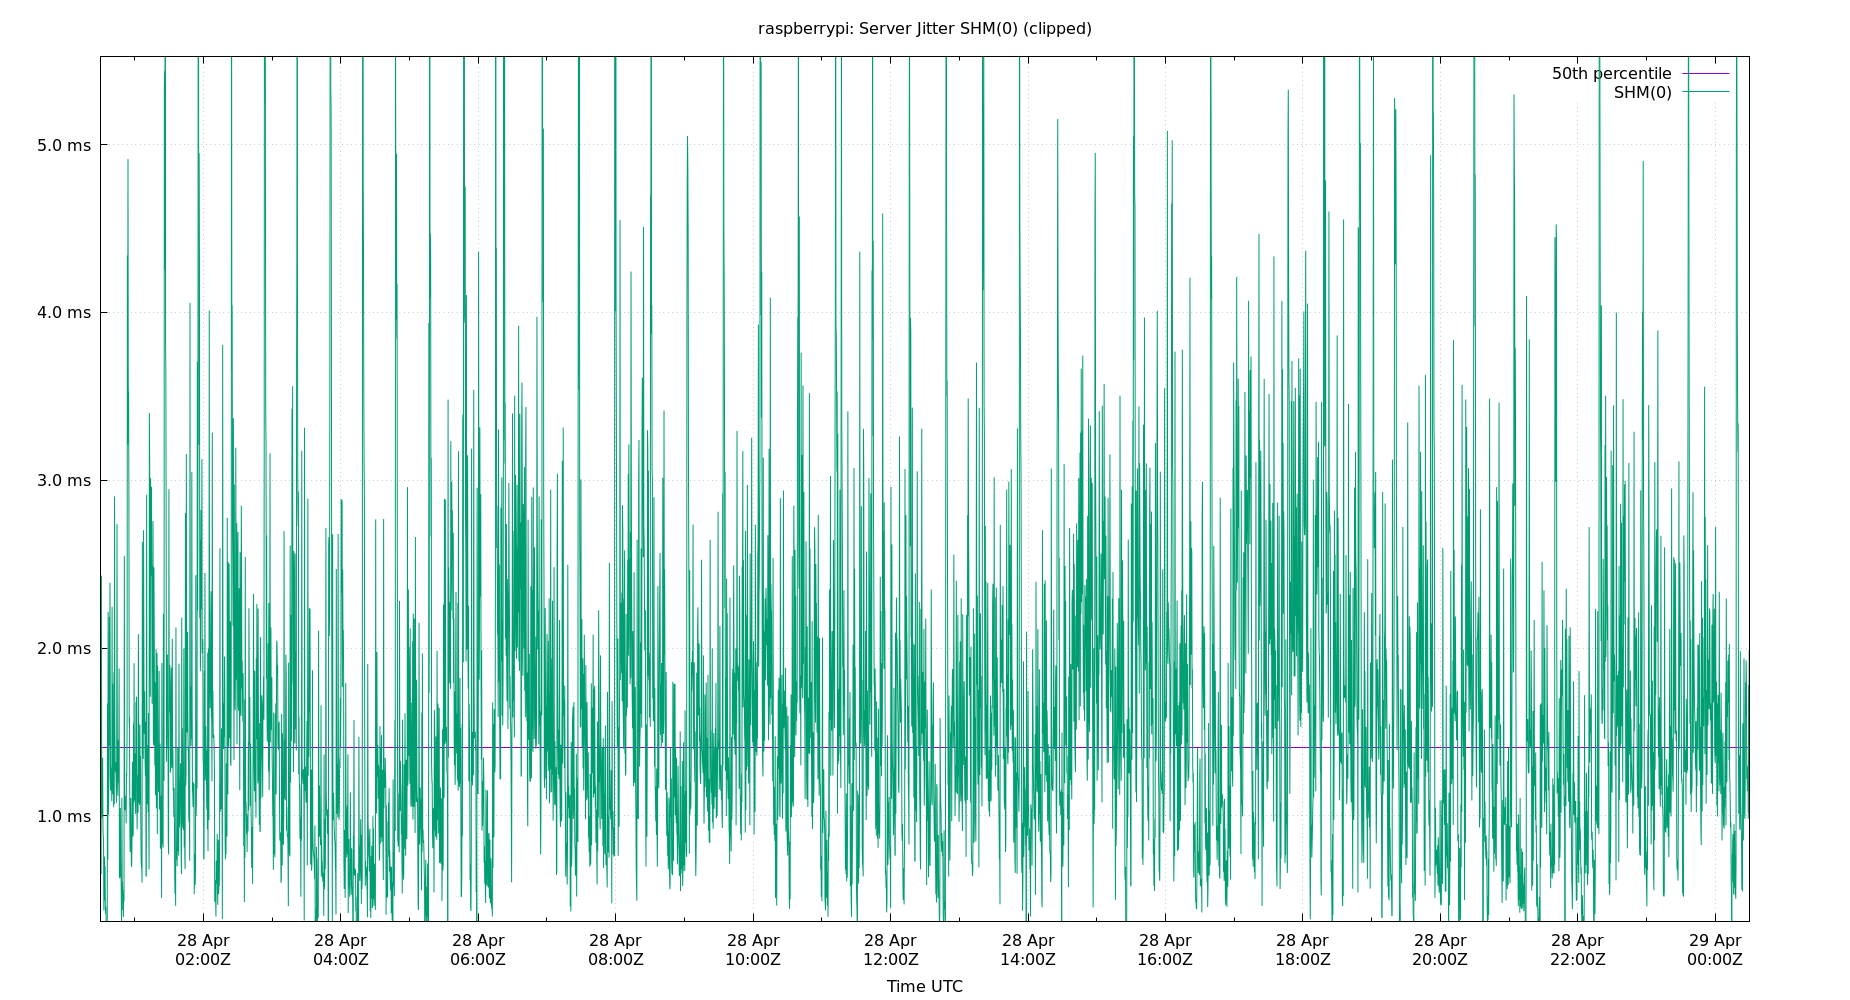 raspberrypi: Server Jitter SHM(0) (clipped)
50th percentile
SHM(0)
5.0 ms
4.0 ms
3.0 ms
2.0 ms
1.0 ms
28 Apr 28 Apr 28 Apr 28 Apr 28 Apr 28 Apr 28 Apr 28 Apr 28 Apr 28 Apr 28 Apr 29 Apr
02:00Z 04:00Z 06:00Z 08:00Z 10:00Z 12:00Z 14:00Z 16:00Z 18:00Z 20:00Z 22:00Z 00:00Z
Time UTC